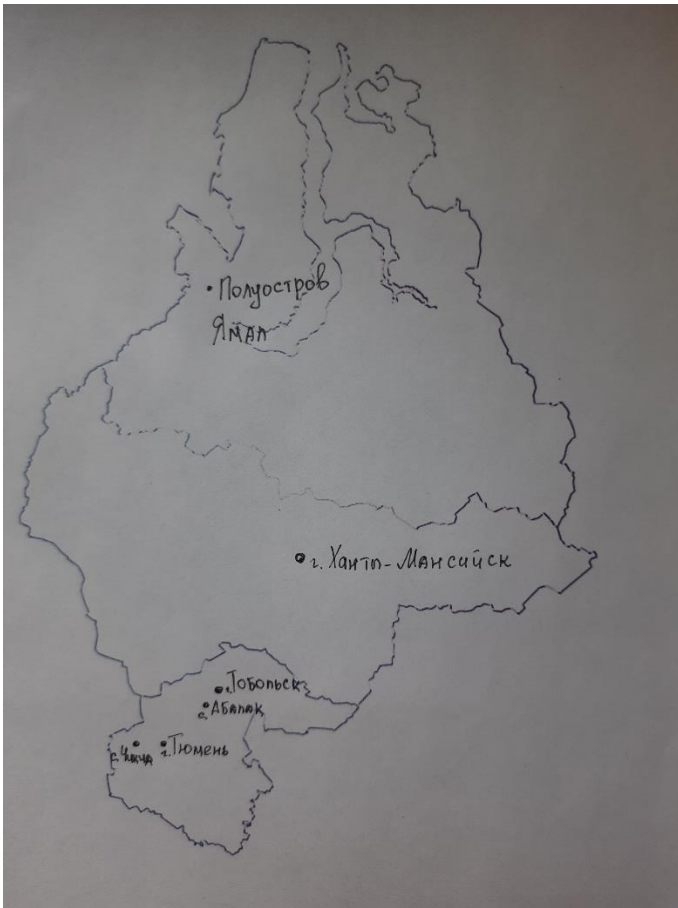 Полуостров
Ямал
г. Ханты-Мансийск
г. Тобольск
с. Абалак
с. Чикча
г. Тюмень